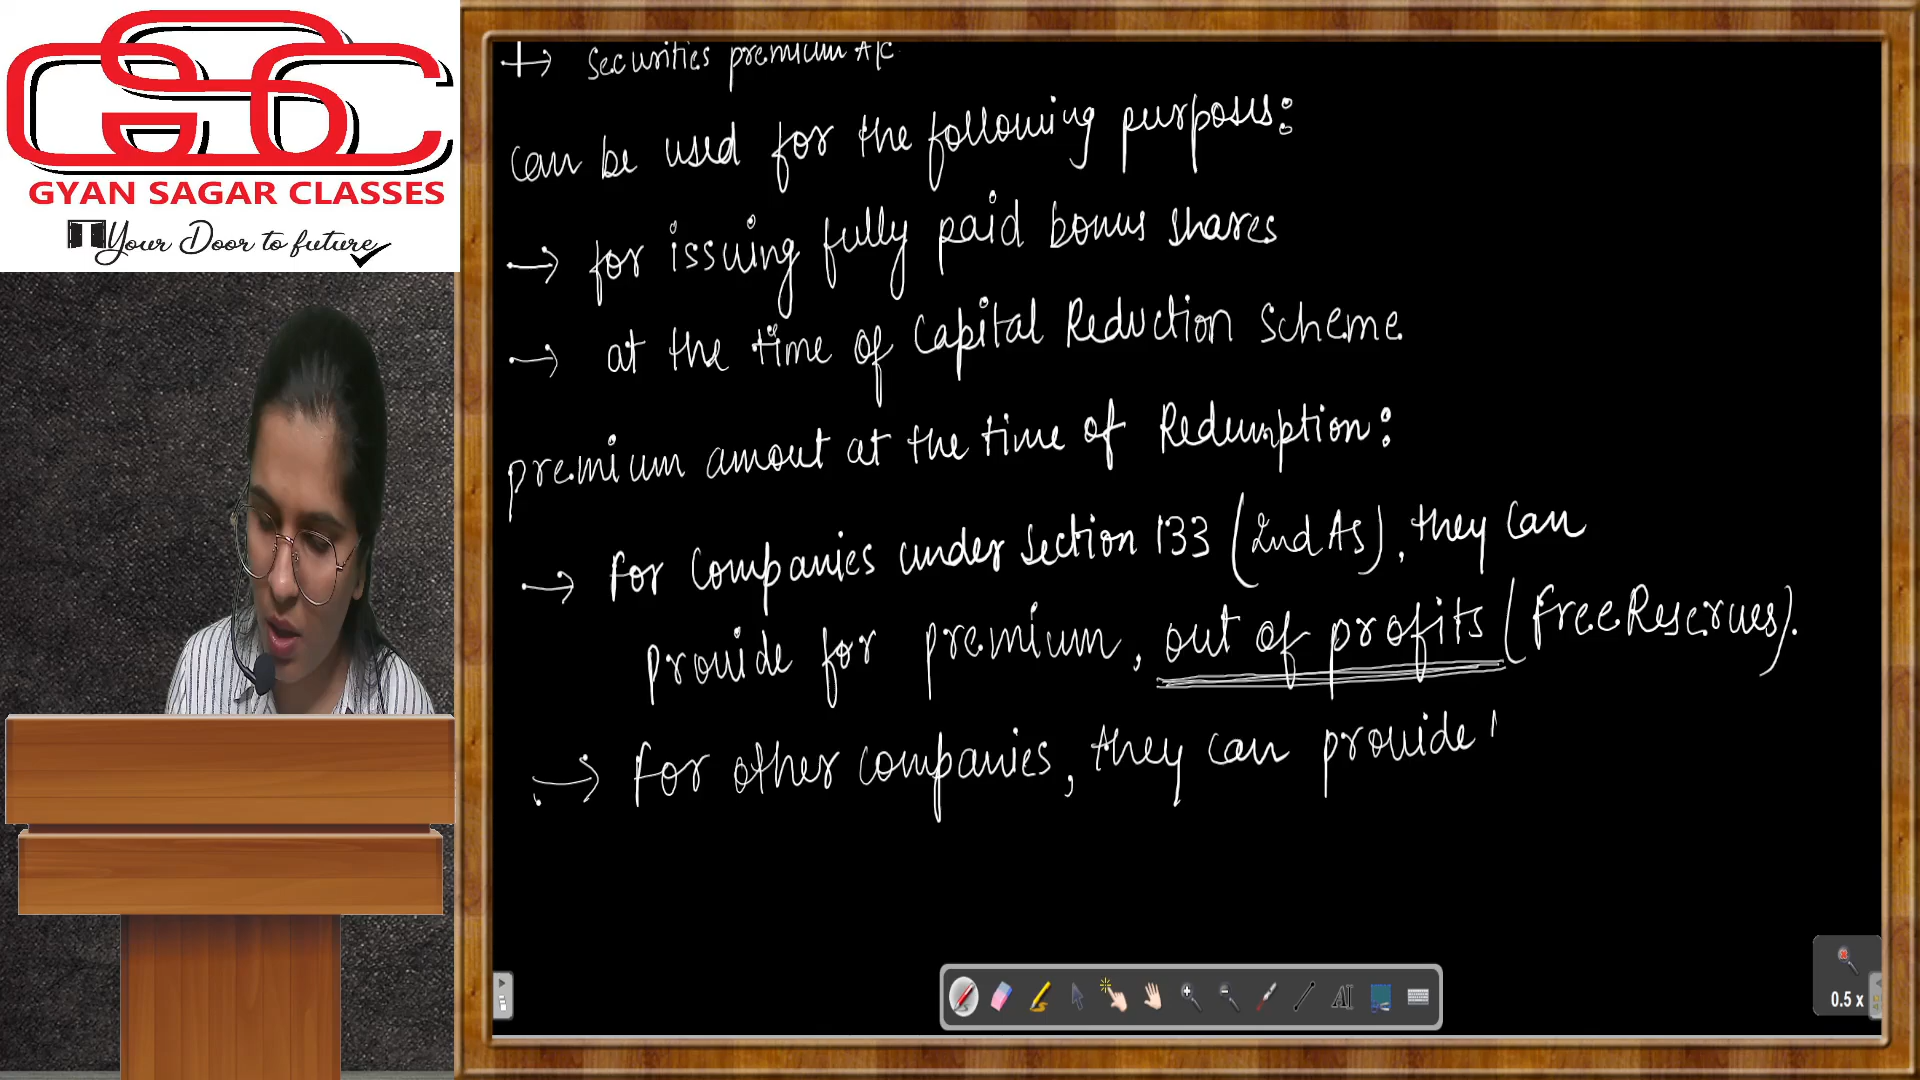 GSC
GYAN SAGAR CLASSES
Your Door to future
→ Securities premium A/c
can be used for the following purposes:
→ for issuing fully paid bonus shares
→ at the time of Capital Reduction Scheme
premium amout at the time of Redemption:
→ for Companies under section 133 (Ind As), they can
provide for premium, out of profits (free Reserves).
→ for other companies, they can provide
AI
0.5 x